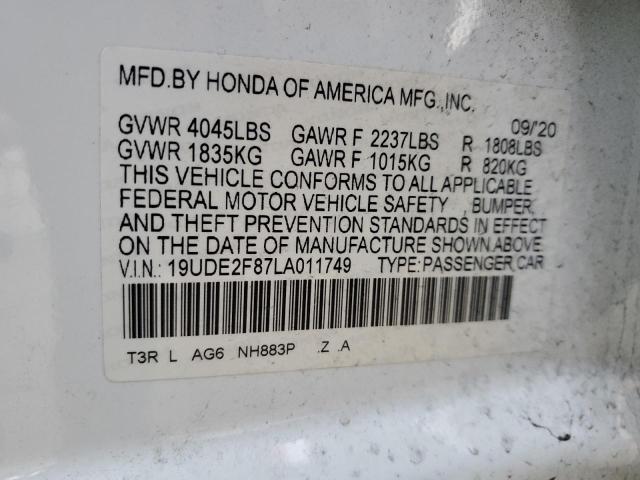 MFD.BY HONDA OF AMERICA MFG.,INC.
09/'20
GVWR 4045LBS GAWR F 2237LBS R 1808LBS
GVWR 1835KG GAWR F 1015KG R 820KG
THIS VEHICLE CONFORMS TO ALL APPLICABLE
FEDERAL MOTOR VEHICLE SAFETY , BUMPER,
AND THEFT PREVENTION STANDARDS IN EFFECT
ON THE DATE OF MANUFACTURE SHOWN ABOVE.
V.I.N.: 19UDE2F87LA011749 TYPE:PASSENGER CAR
T3R L AG6 NH883P .Z .A